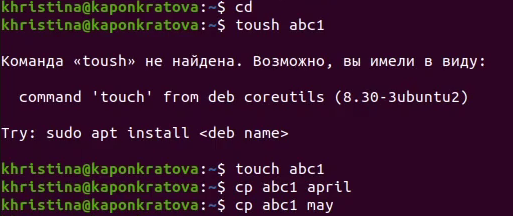 khristina@kaponkratova:~$ cd
khristina@kaponkratova:~$ toush abc1
Команда «toush» не найдена. Возможно, вы имели в виду:
command 'touch' from deb coreutils (8.30-3ubuntu2)
Try: sudo apt install <deb name>
khristina@kaponkratova:~$ touch abc1
khristina@kaponkratova:~$ cp abc1 april
khristina@kaponkratova:~$ cp abc1 may